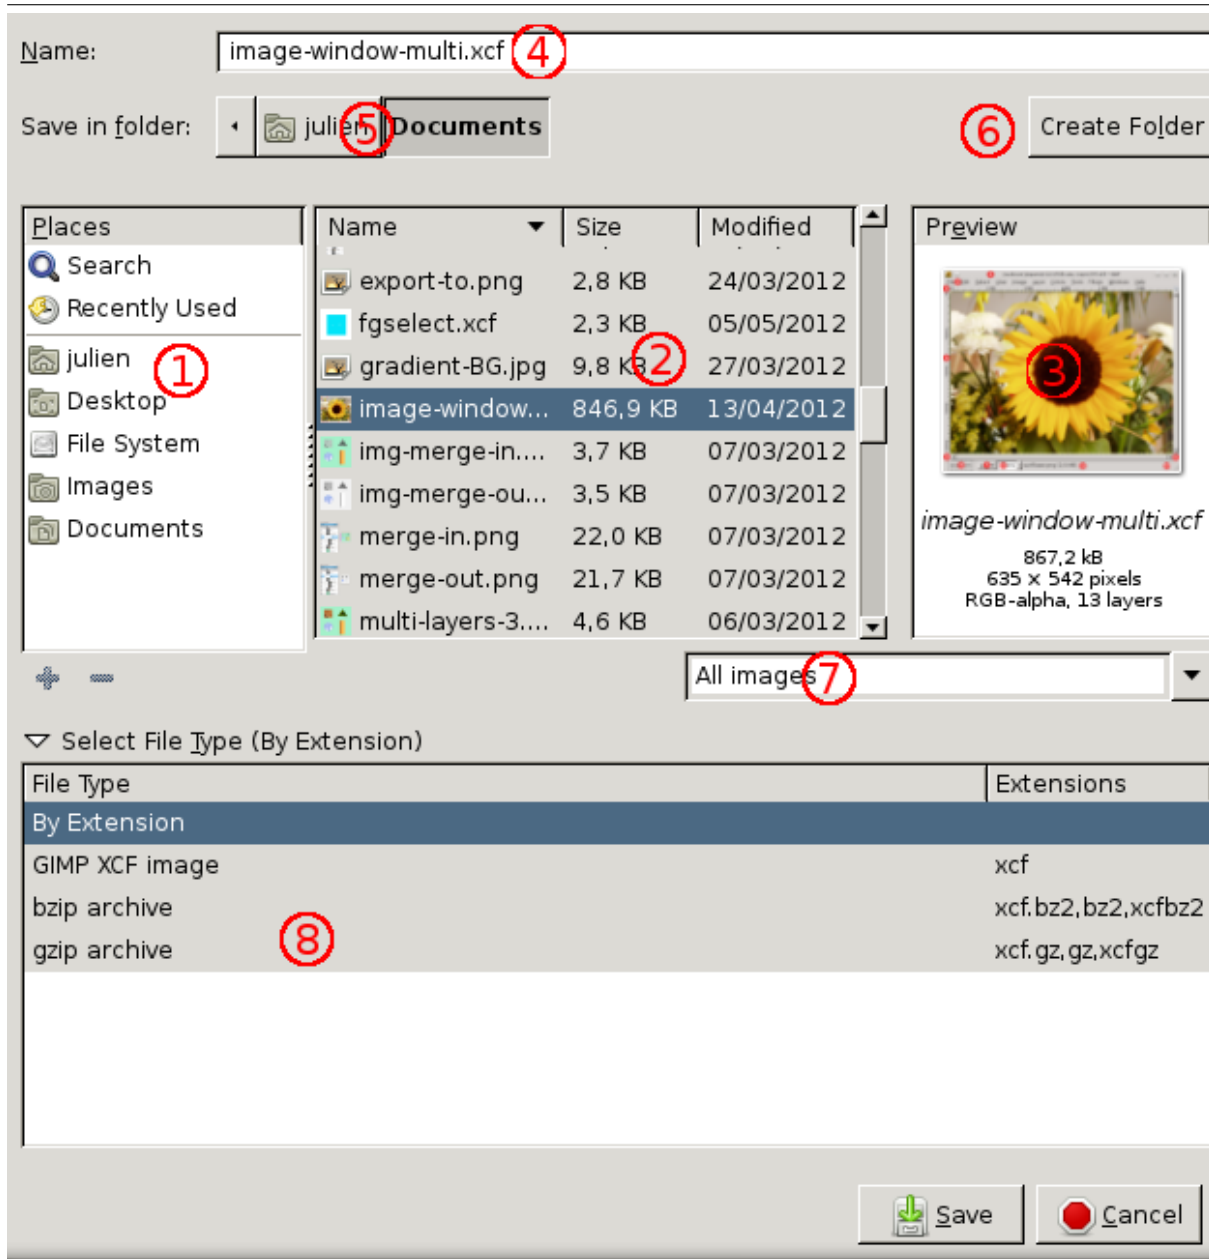 Name: image-window-multi.xcf 4
Save in folder: julien 5 Documents 6 Create Folder
Places
Search
Recently Used
julien 1
Desktop
File System
Images
Documents
Name Size Modified
export-to.png 2,8 KB 24/03/2012
fgselect.xcf 2,3 KB 05/05/2012
gradient-BG.jpg 9,8 KB 2 27/03/2012
image-window... 846,9 KB 13/04/2012
img-merge-in.... 3,7 KB 07/03/2012
img-merge-ou... 3,5 KB 07/03/2012
merge-in.png 22,0 KB 07/03/2012
merge-out.png 21,7 KB 07/03/2012
multi-layers-3.... 4,6 KB 06/03/2012
Preview
3
image-window-multi.xcf
867,2 kB
635 x 542 pixels
RGB-alpha, 13 layers
All images 7
Select File Type (By Extension)
File Type Extensions
By Extension
GIMP XCF image xcf
bzip archive xcf.bz2,bz2,xcfbz2
gzip archive 8 xcf.gz,gz,xcfgz
Save Cancel